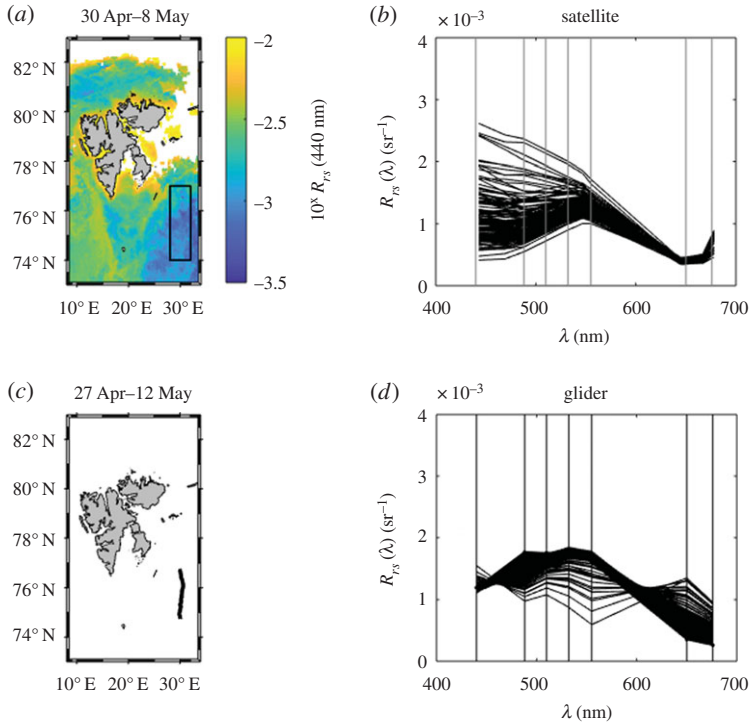 (a) 30 Apr–8 May
82° N
80° N
78° N
76° N
74° N
10° E 20° E 30° E
–2
–2.5
–3
–3.5
10ˣ Rrs (440 nm)
(b) satellite
× 10⁻³
4
3
2
1
0
400 500 600 700
Rrs (λ) (sr⁻¹)
λ (nm)
(c) 27 Apr–12 May
82° N
80° N
78° N
76° N
74° N
10° E 20° E 30° E
(d) glider
× 10⁻³
4
3
2
1
0
400 500 600 700
Rrs (λ) (sr⁻¹)
λ (nm)